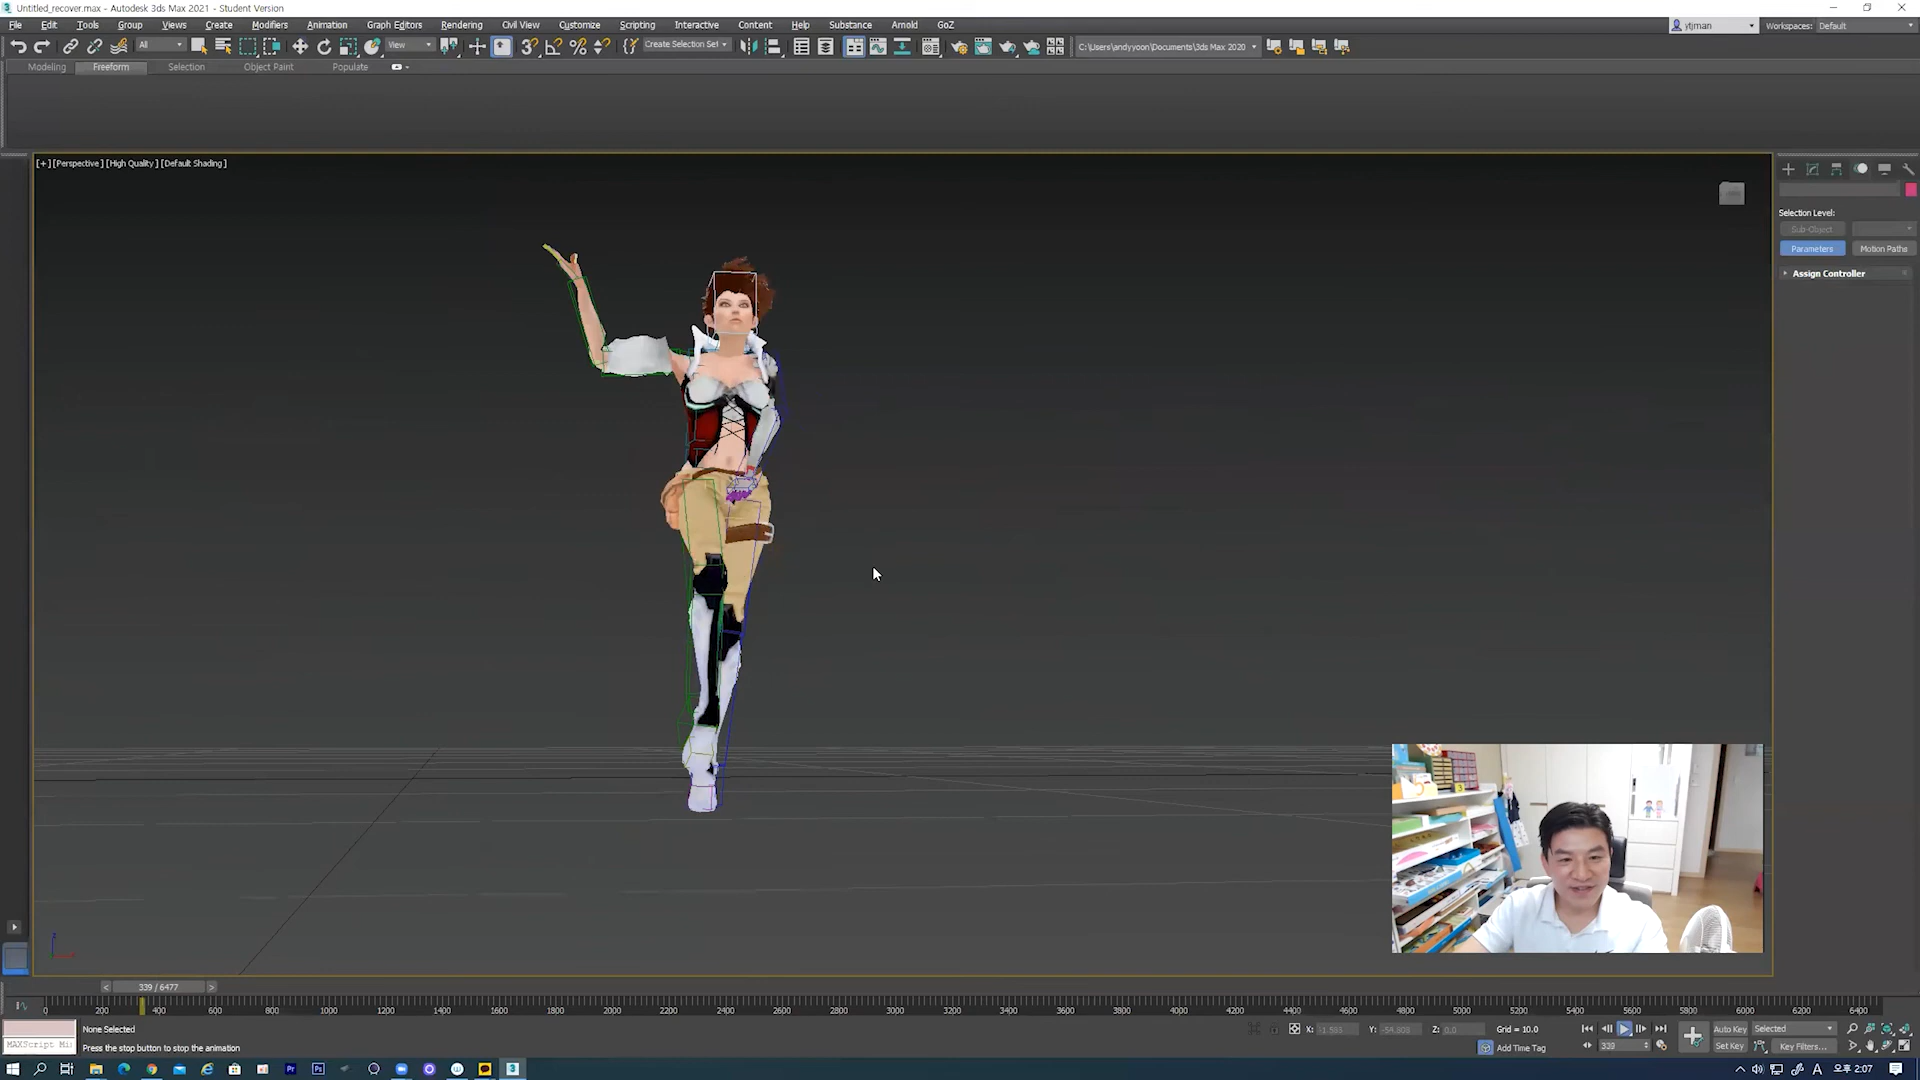 Untitled_recover.max - Autodesk 3ds Max 2021 - Student Version
File Edit Tools Group Views Create Modifiers Animation Graph Editors Rendering Civil View Customize Scripting Interactive Content Help Substance Arnold GoZ
ytjman Workspaces: Default
All View Create Selection Set C:\Users\andyyoon\Documents\3ds Max 2020
Modeling Freeform Selection Object Paint Populate
[+] [Perspective] [High Quality] [Default Shading]
Selection Level:
Sub-Object
Parameters Motion Paths
Assign Controller
339 / 6477
0 200 400 600 800 1000 1200 1400 1600 1800 2000 2200 2400 2600 2800 3000 3200 3400 3600 3800 4000 4200 4400 4600 4800 5000 5200 5400 5600 5800 6000 6200 6400
None Selected X: Y: -54.808 Z: 0.0 Grid = 10.0 Auto Key Selected
MAXScript Mi Press the stop button to stop the animation Add Time Tag 339 Set Key Key Filters...
A 오후 2:07